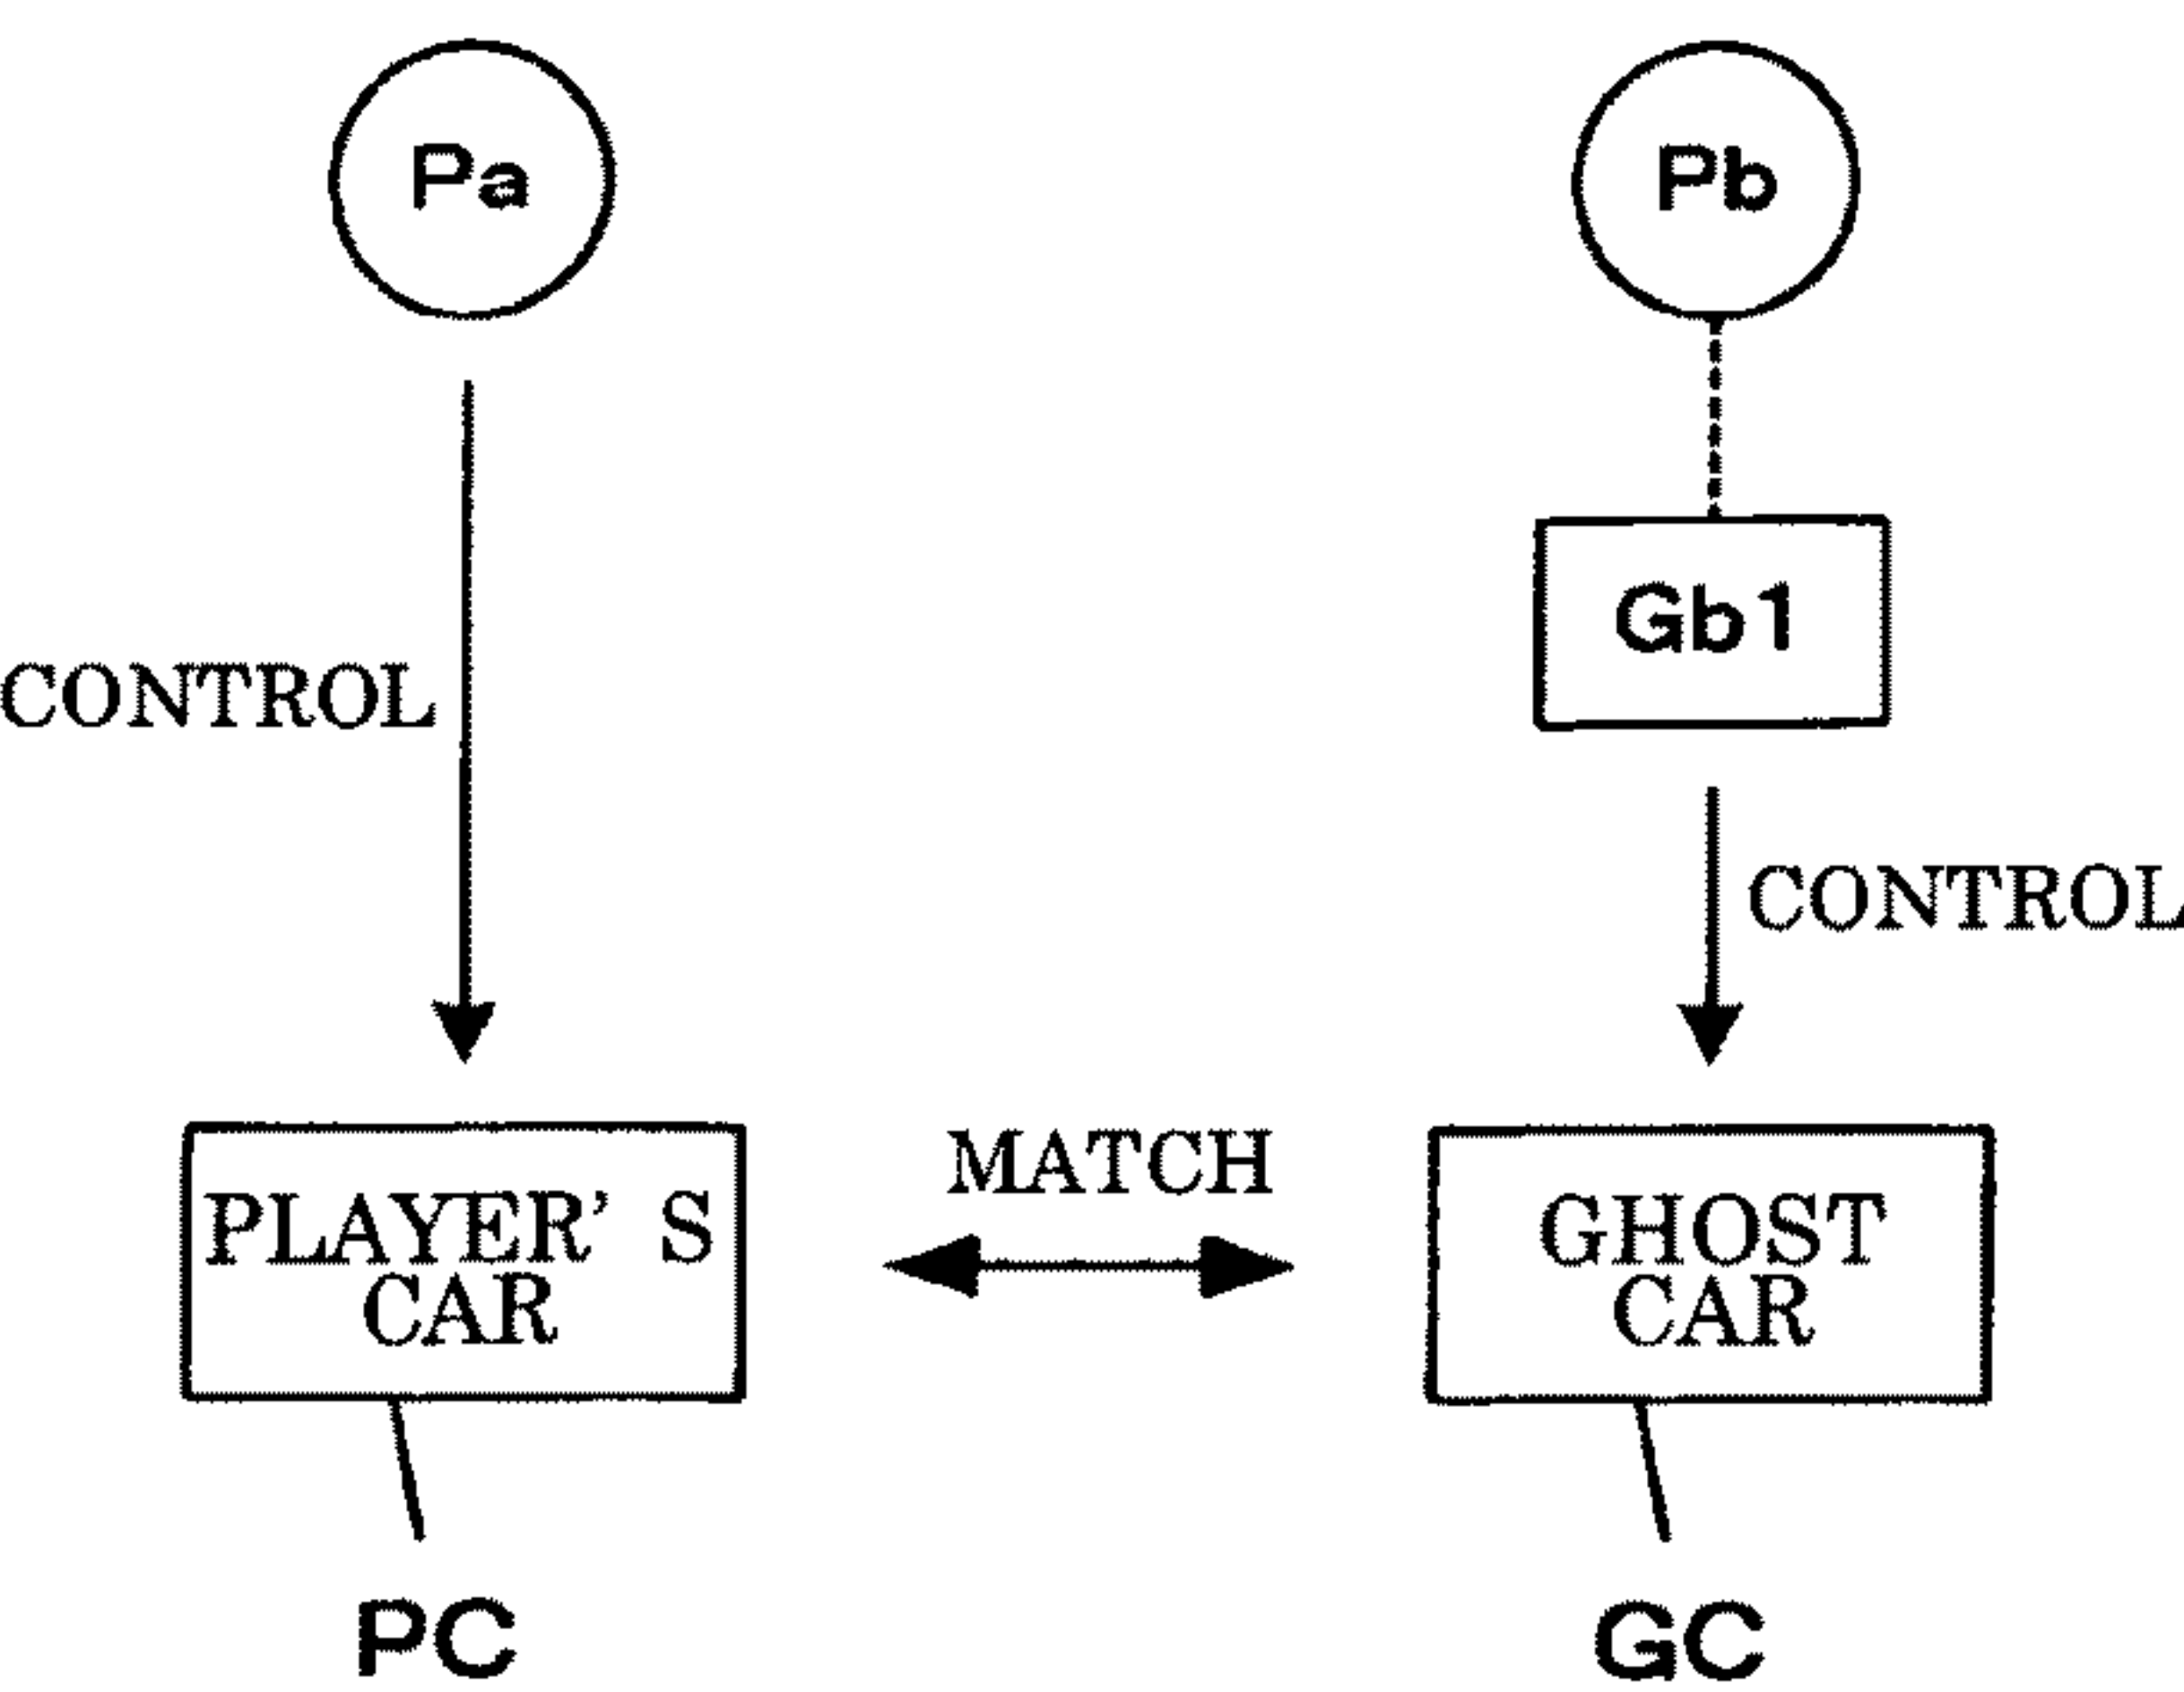 Pa
Pb
Gb1
CONTROL
CONTROL
MATCH
PLAYER' S
CAR
GHOST
CAR
PC
GC